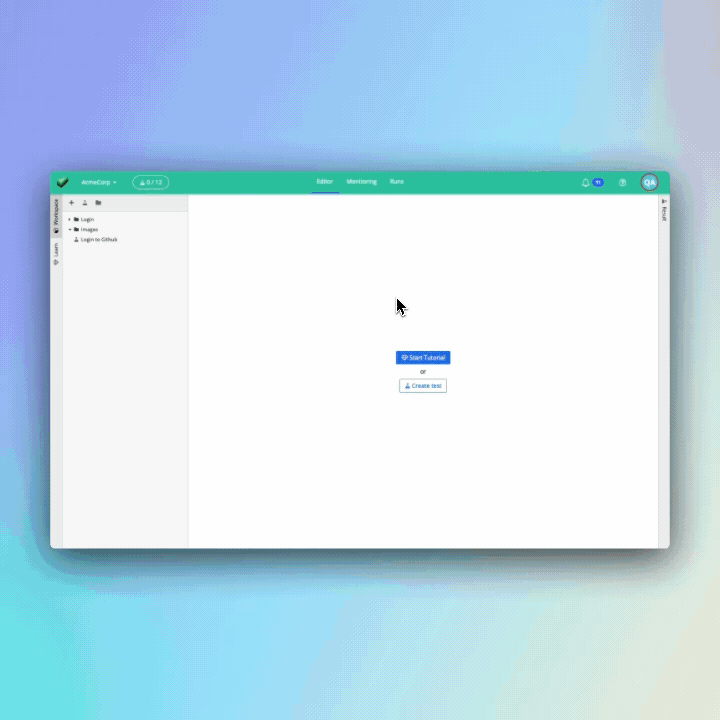 AcmeCorp
0 / 12
Editor
Monitoring
Runs
QA
Workspace
Learn
Login
Images
Login to Github
Start Tutorial
or
Create test
Result